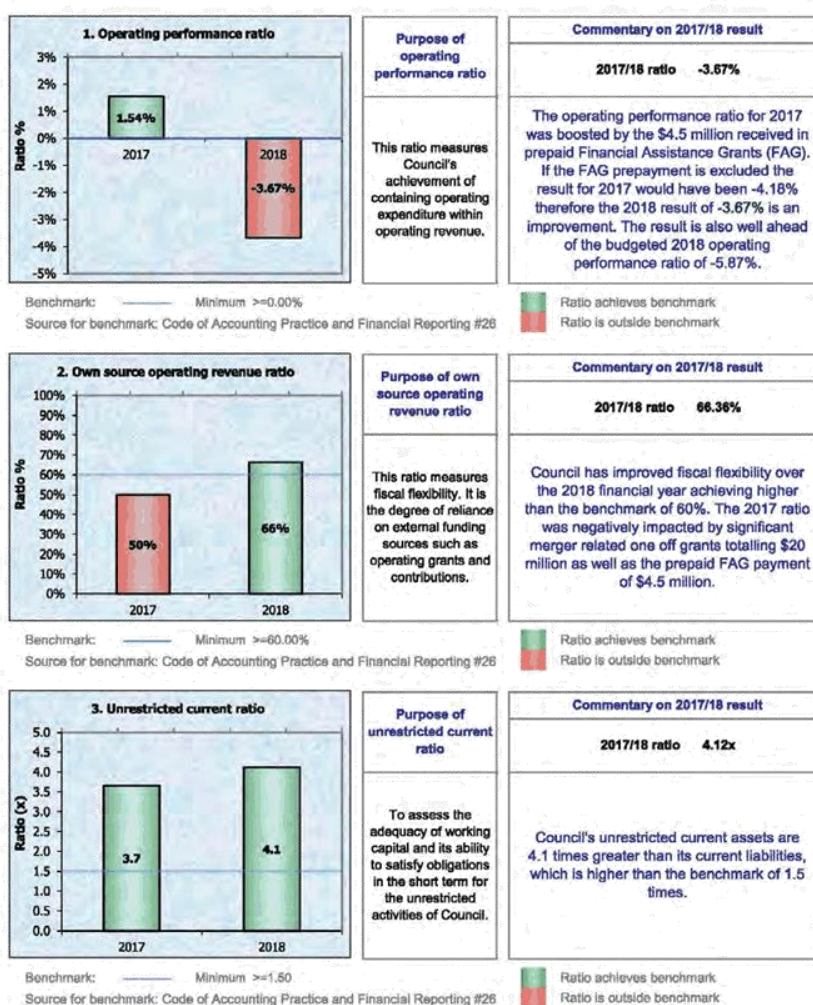 1. Operating performance ratio
3%
2%
1%
0%
-1%
-2%
-3%
-4%
-5%
Ratio %
1.54%
2017
2018
-3.67%
Purpose of
operating
performance ratio
This ratio measures
Council's
achievement of
containing operating
expenditure within
operating revenue.
Commentary on 2017/18 result
2017/18 ratio -3.67%
The operating performance ratio for 2017
was boosted by the $4.5 million received in
prepaid Financial Assistance Grants (FAG).
If the FAG prepayment is excluded the
result for 2017 would have been -4.18%
therefore the 2018 result of -3.67% is an
improvement. The result is also well ahead
of the budgeted 2018 operating
performance ratio of -5.87%.
Benchmark: Minimum >=0.00%
Source for benchmark: Code of Accounting Practice and Financial Reporting #26
Ratio achieves benchmark
Ratio is outside benchmark
2. Own source operating revenue ratio
100%
90%
80%
70%
60%
50%
40%
30%
20%
10%
0%
Ratio %
50%
66%
2017
2018
Purpose of own
source operating
revenue ratio
This ratio measures
fiscal flexibility. It is
the degree of reliance
on external funding
sources such as
operating grants and
contributions.
Commentary on 2017/18 result
2017/18 ratio 66.36%
Council has improved fiscal flexibility over
the 2018 financial year achieving higher
than the benchmark of 60%. The 2017 ratio
was negatively impacted by significant
merger related one off grants totalling $20
million as well as the prepaid FAG payment
of $4.5 million.
Benchmark: Minimum >=60.00%
Source for benchmark: Code of Accounting Practice and Financial Reporting #26
Ratio achieves benchmark
Ratio is outside benchmark
3. Unrestricted current ratio
5.0
4.5
4.0
3.5
3.0
2.5
2.0
1.5
1.0
0.5
0.0
Ratio (x)
3.7
4.1
2017
2018
Purpose of
unrestricted current
ratio
To assess the
adequacy of working
capital and its ability
to satisfy obligations
in the short term for
the unrestricted
activities of Council.
Commentary on 2017/18 result
2017/18 ratio 4.12x
Council's unrestricted current assets are
4.1 times greater than its current liabilities,
which is higher than the benchmark of 1.5
times.
Benchmark: Minimum >=1.50
Source for benchmark: Code of Accounting Practice and Financial Reporting #26
Ratio achieves benchmark
Ratio is outside benchmark